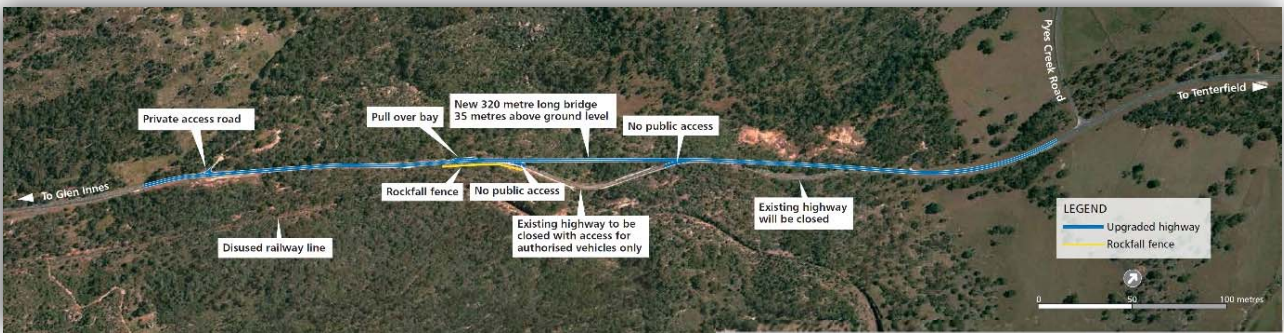 Pyes Creek Road
To Tenterfield
New 320 metre long bridge
35 metres above ground level
Private access road
Pull over bay
No public access
To Glen Innes
Rockfall fence
No public access
Existing highway
will be closed
Existing highway to be
closed with access for
authorised vehicles only
Disused railway line
LEGEND
Upgraded highway
Rockfall fence
0
50
100 metres